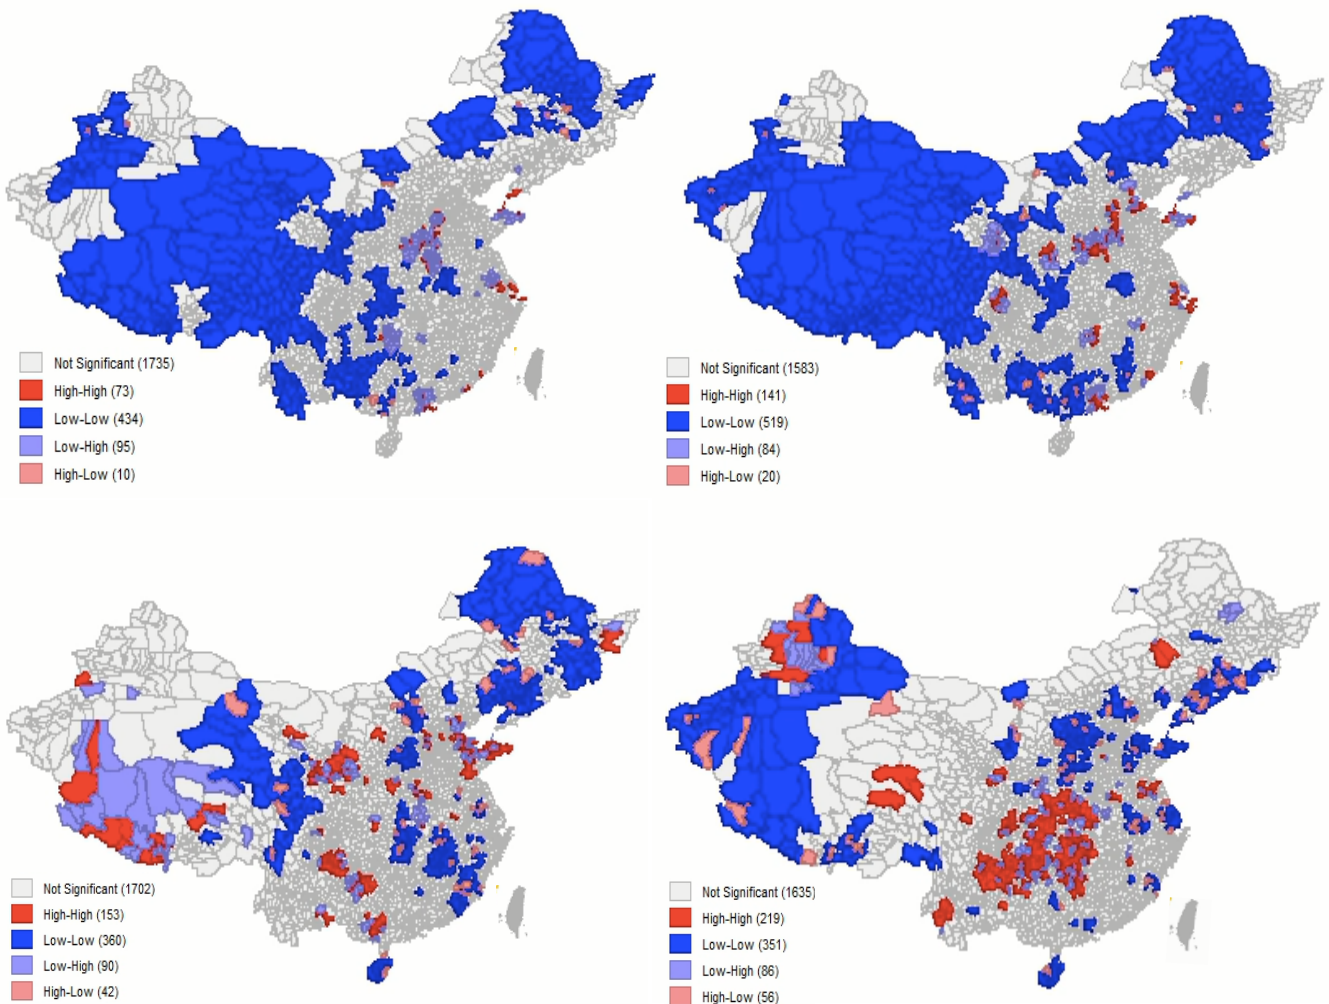 Not Significant (1735)
High-High (73)
Low-Low (434)
Low-High (95)
High-Low (10)
Not Significant (1583)
High-High (141)
Low-Low (519)
Low-High (84)
High-Low (20)
Not Significant (1702)
High-High (153)
Low-Low (360)
Low-High (90)
High-Low (42)
Not Significant (1635)
High-High (219)
Low-Low (351)
Low-High (86)
High-Low (56)